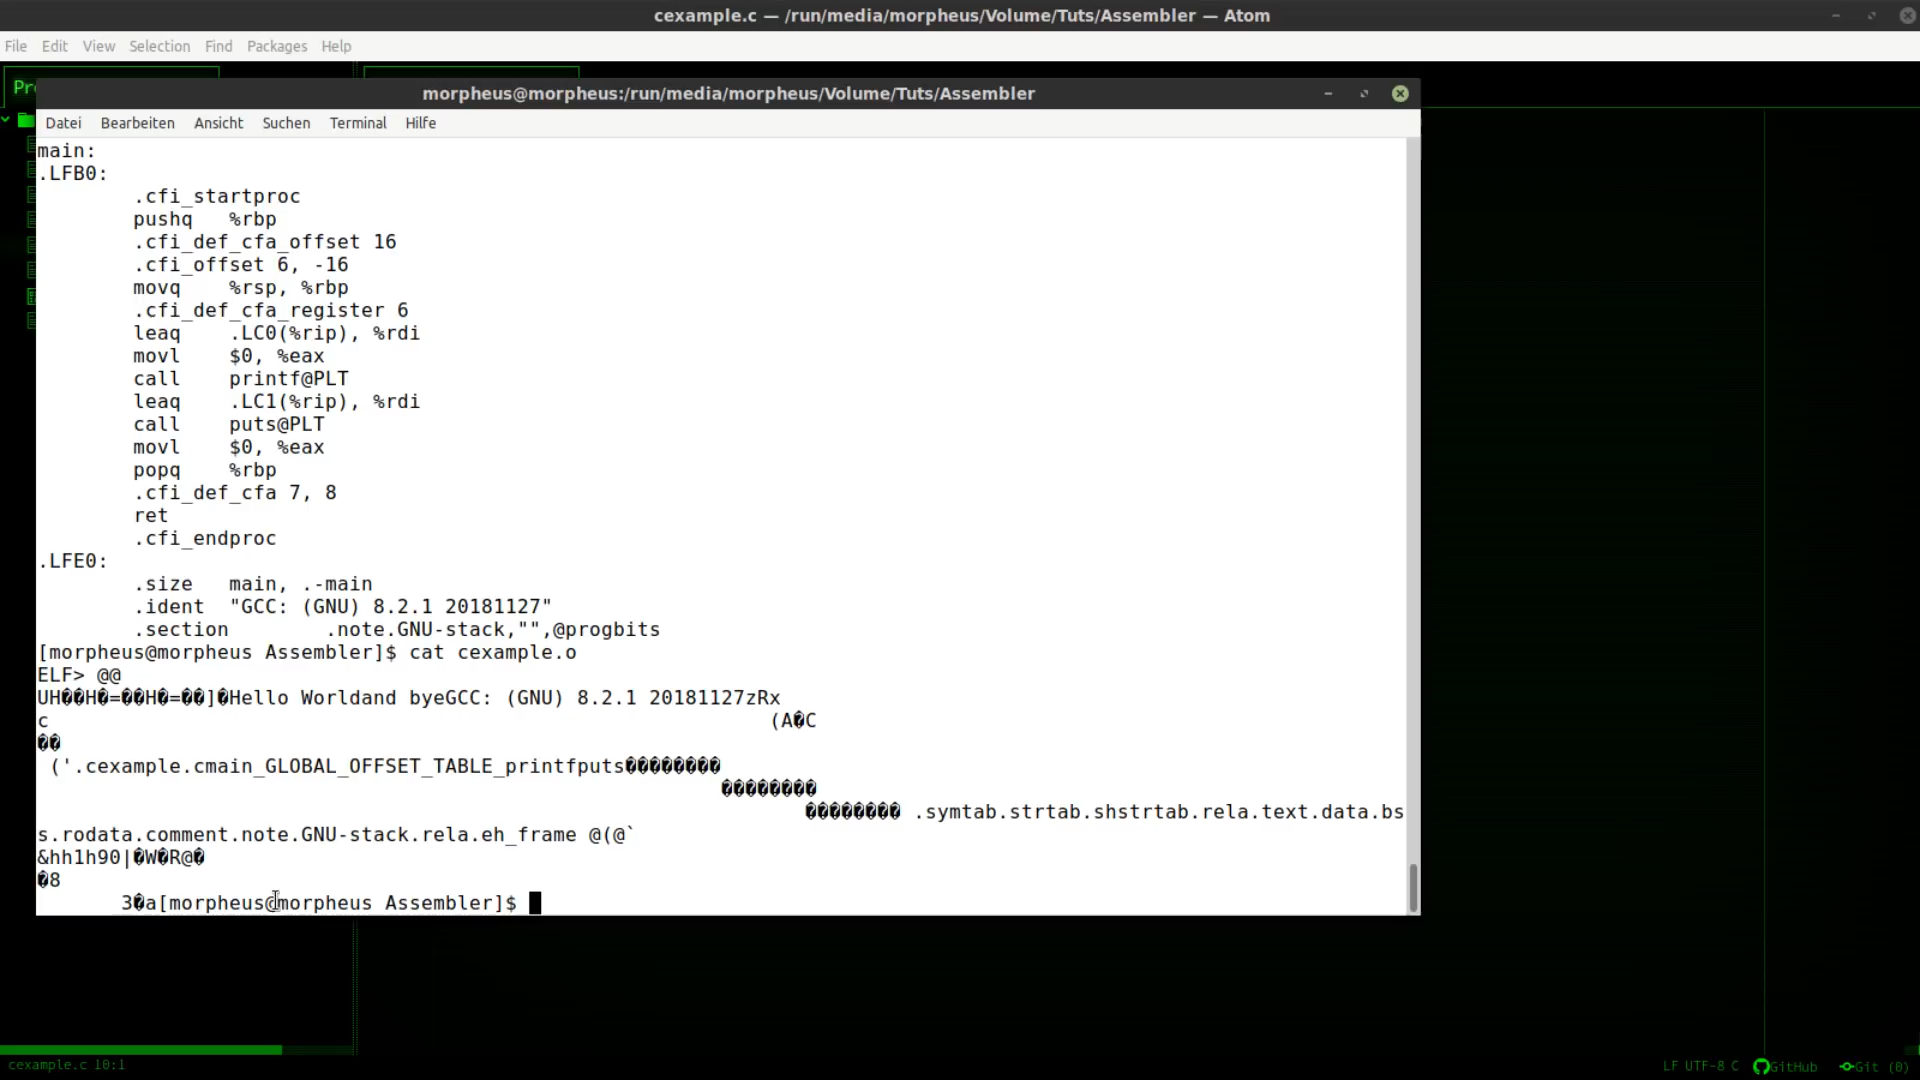 cexample.c — /run/media/morpheus/Volume/Tuts/Assembler — Atom
File Edit View Selection Find Packages Help
Pr
morpheus@morpheus:/run/media/morpheus/Volume/Tuts/Assembler
Datei Bearbeiten Ansicht Suchen Terminal Hilfe
main:
.LFB0:
.cfi_startproc
pushq %rbp
.cfi_def_cfa_offset 16
.cfi_offset 6, -16
movq %rsp, %rbp
.cfi_def_cfa_register 6
leaq .LC0(%rip), %rdi
movl $0, %eax
call printf@PLT
leaq .LC1(%rip), %rdi
call puts@PLT
movl $0, %eax
popq %rbp
.cfi_def_cfa 7, 8
ret
.cfi_endproc
.LFE0:
.size main, .-main
.ident "GCC: (GNU) 8.2.1 20181127"
.section .note.GNU-stack,"",@progbits
[morpheus@morpheus Assembler]$ cat cexample.o
ELF> @@
UH��H�=��H�=��]�Hello Worldand byeGCC: (GNU) 8.2.1 20181127zRx
c (A�C
��
('.cexample.cmain_GLOBAL_OFFSET_TABLE_printfputs��������
��������
�������� .symtab.strtab.shstrtab.rela.text.data.bs
s.rodata.comment.note.GNU-stack.rela.eh_frame @(@`
&hh1h90|�W�R@�
�8
3�a[morpheus@morpheus Assembler]$
cexample.c 10:1
LF UTF-8 C GitHub Git (0)